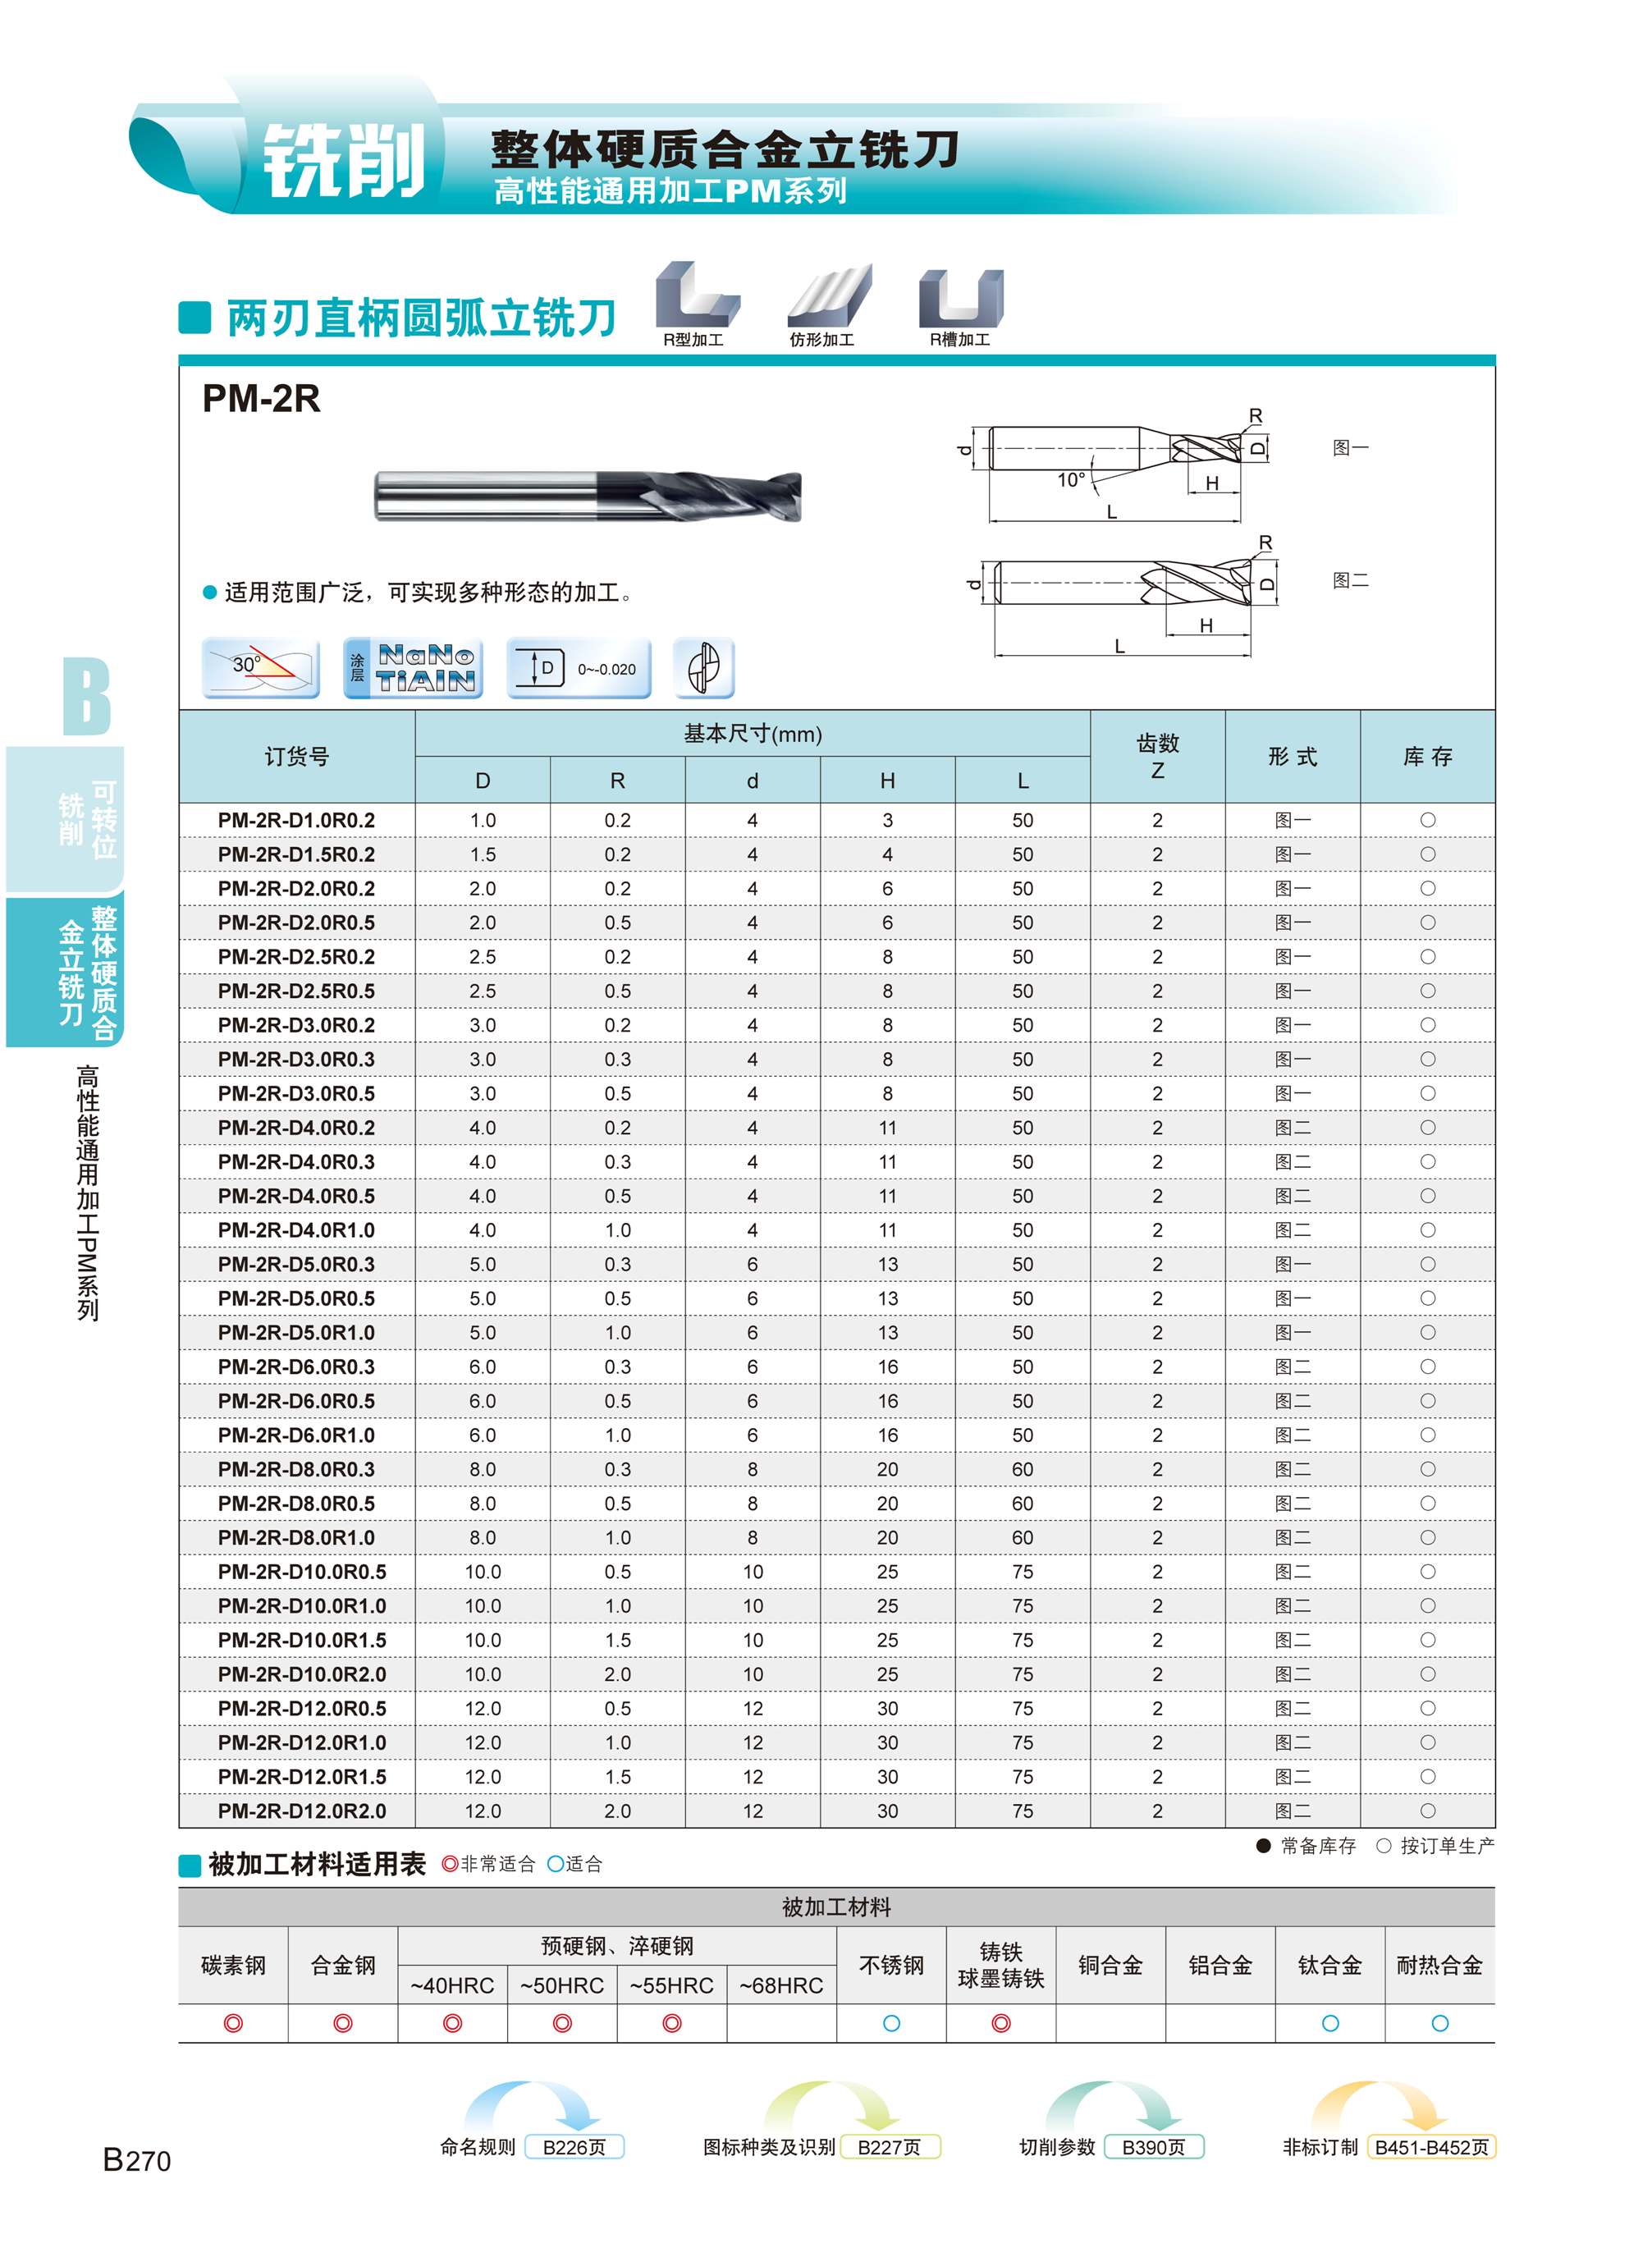 铣削
整体硬质合金立铣刀
高性能通用加工PM系列
■ 两刃直柄圆弧立铣刀
R型加工 仿形加工 R槽加工
PM-2R
R
d D 图一
10° H
L
R
d D 图二
H
L
● 适用范围广泛，可实现多种形态的加工。
30° 涂层 NaNo TiAlN D 0~-0.020
B
可转位铣削
整体硬质合金立铣刀
高性能通用加工PM系列
订货号 基本尺寸(mm) 齿数 Z 形式 库存
D R d H L
PM-2R-D1.0R0.2 1.0 0.2 4 3 50 2 图一 ○
PM-2R-D1.5R0.2 1.5 0.2 4 4 50 2 图一 ○
PM-2R-D2.0R0.2 2.0 0.2 4 6 50 2 图一 ○
PM-2R-D2.0R0.5 2.0 0.5 4 6 50 2 图一 ○
PM-2R-D2.5R0.2 2.5 0.2 4 8 50 2 图一 ○
PM-2R-D2.5R0.5 2.5 0.5 4 8 50 2 图一 ○
PM-2R-D3.0R0.2 3.0 0.2 4 8 50 2 图一 ○
PM-2R-D3.0R0.3 3.0 0.3 4 8 50 2 图一 ○
PM-2R-D3.0R0.5 3.0 0.5 4 8 50 2 图一 ○
PM-2R-D4.0R0.2 4.0 0.2 4 11 50 2 图二 ○
PM-2R-D4.0R0.3 4.0 0.3 4 11 50 2 图二 ○
PM-2R-D4.0R0.5 4.0 0.5 4 11 50 2 图二 ○
PM-2R-D4.0R1.0 4.0 1.0 4 11 50 2 图二 ○
PM-2R-D5.0R0.3 5.0 0.3 6 13 50 2 图一 ○
PM-2R-D5.0R0.5 5.0 0.5 6 13 50 2 图一 ○
PM-2R-D5.0R1.0 5.0 1.0 6 13 50 2 图一 ○
PM-2R-D6.0R0.3 6.0 0.3 6 16 50 2 图二 ○
PM-2R-D6.0R0.5 6.0 0.5 6 16 50 2 图二 ○
PM-2R-D6.0R1.0 6.0 1.0 6 16 50 2 图二 ○
PM-2R-D8.0R0.3 8.0 0.3 8 20 60 2 图二 ○
PM-2R-D8.0R0.5 8.0 0.5 8 20 60 2 图二 ○
PM-2R-D8.0R1.0 8.0 1.0 8 20 60 2 图二 ○
PM-2R-D10.0R0.5 10.0 0.5 10 25 75 2 图二 ○
PM-2R-D10.0R1.0 10.0 1.0 10 25 75 2 图二 ○
PM-2R-D10.0R1.5 10.0 1.5 10 25 75 2 图二 ○
PM-2R-D10.0R2.0 10.0 2.0 10 25 75 2 图二 ○
PM-2R-D12.0R0.5 12.0 0.5 12 30 75 2 图二 ○
PM-2R-D12.0R1.0 12.0 1.0 12 30 75 2 图二 ○
PM-2R-D12.0R1.5 12.0 1.5 12 30 75 2 图二 ○
PM-2R-D12.0R2.0 12.0 2.0 12 30 75 2 图二 ○
● 常备库存 ○ 按订单生产
■ 被加工材料适用表 ◎非常适合 ○适合
被加工材料
碳素钢 合金钢 预硬钢、淬硬钢 不锈钢 铸铁 球墨铸铁 铜合金 铝合金 钛合金 耐热合金
~40HRC ~50HRC ~55HRC ~68HRC
◎ ◎ ◎ ◎ ◎ ○ ◎ ○ ○
命名规则 B226页 图标种类及识别 B227页 切削参数 B390页 非标订制 B451-B452页
B270